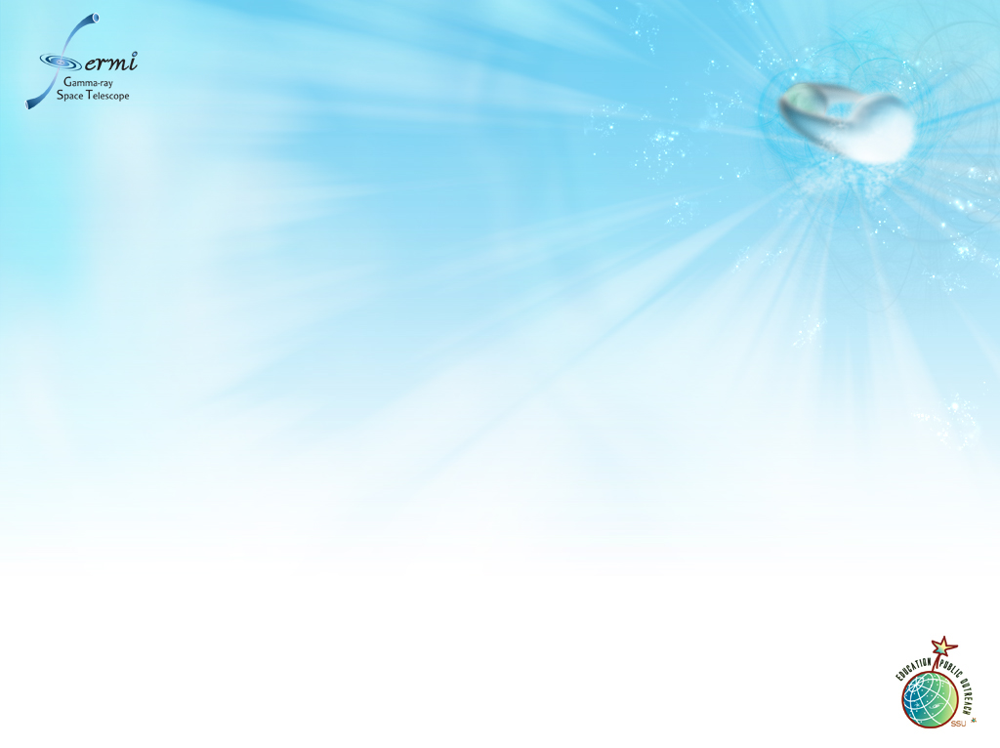 Fermi
Gamma-ray
Space Telescope
EDUCATION PUBLIC OUTREACH
SSU